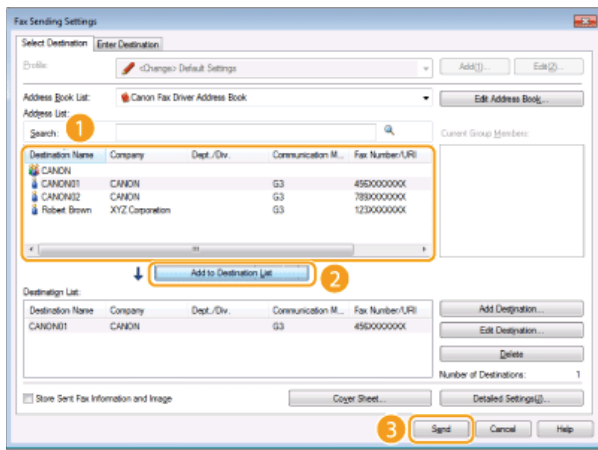 Fax Sending Settings
Select Destination Enter Destination
Profile: <Change> Default Settings Add(1)... Edit(2)...
Address Book List: Canon Fax Driver Address Book Edit Address Book...
Address List:
1
Search: Current Group Members:
Destination Name Company Dept./Div. Communication M... Fax Number/URI
CANON
CANON01 CANON G3 456XXXXXXX
CANON02 CANON G3 789XXXXXXX
Robert Brown XYZ Corporation G3 123XXXXXXX
Add to Destination List 2
Destination List:
Destination Name Company Dept./Div. Communication M... Fax Number/URI Add Destination...
CANON01 CANON G3 456XXXXXXX Edit Destination...
Delete
Number of Destinations: 1
Store Sent Fax Information and Image Cover Sheet... Detailed Settings(J)...
3 Send Cancel Help